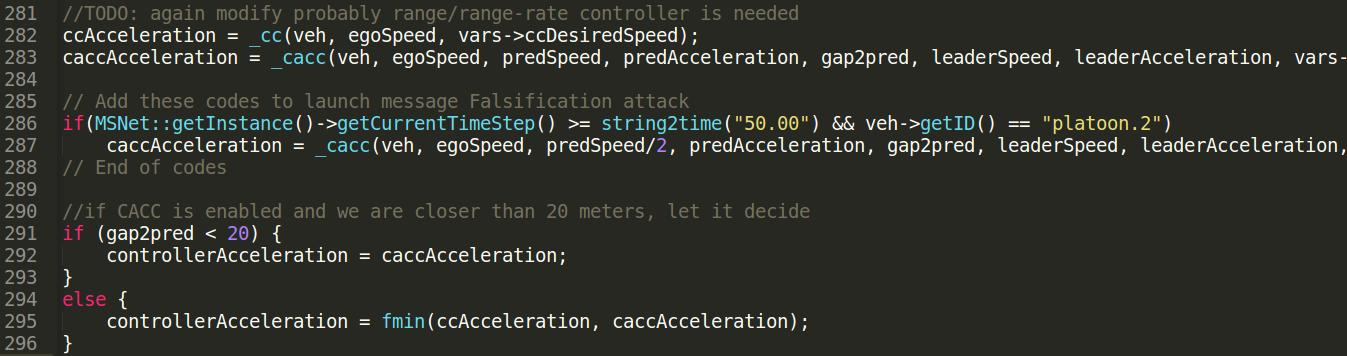 281 //TODO: again modify probably range/range-rate controller is needed
282 ccAcceleration = _cc(veh, egoSpeed, vars->ccDesiredSpeed);
283 caccAcceleration = _cacc(veh, egoSpeed, predSpeed, predAcceleration, gap2pred, leaderSpeed, leaderAcceleration, vars-
284
285 // Add these codes to launch message Falsification attack
286 if(MSNet::getInstance()->getCurrentTimeStep() >= string2time("50.00") && veh->getID() == "platoon.2")
287     caccAcceleration = _cacc(veh, egoSpeed, predSpeed/2, predAcceleration, gap2pred, leaderSpeed, leaderAcceleration,
288 // End of codes
289
290 //if CACC is enabled and we are closer than 20 meters, let it decide
291 if (gap2pred < 20) {
292     controllerAcceleration = caccAcceleration;
293 }
294 else {
295     controllerAcceleration = fmin(ccAcceleration, caccAcceleration);
296 }